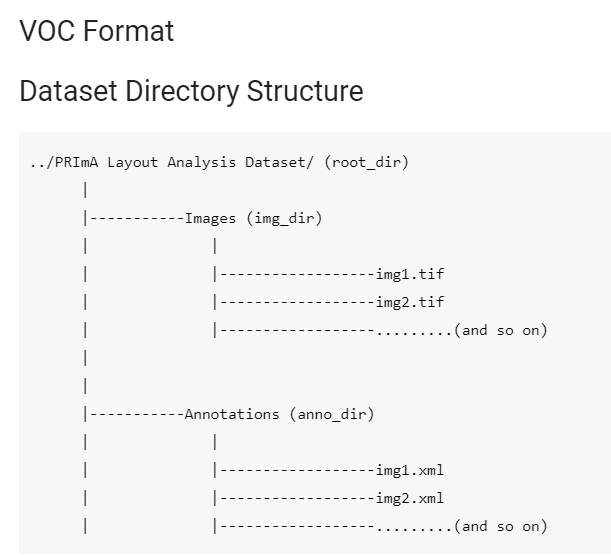 VOC Format
Dataset Directory Structure
../PRImA Layout Analysis Dataset/ (root_dir)
      |
      |-----------Images (img_dir)
      |              |
      |              |------------------img1.tif
      |              |------------------img2.tif
      |              |------------------.........(and so on)
      |
      |
      |-----------Annotations (anno_dir)
      |              |
      |              |------------------img1.xml
      |              |------------------img2.xml
      |              |------------------.........(and so on)